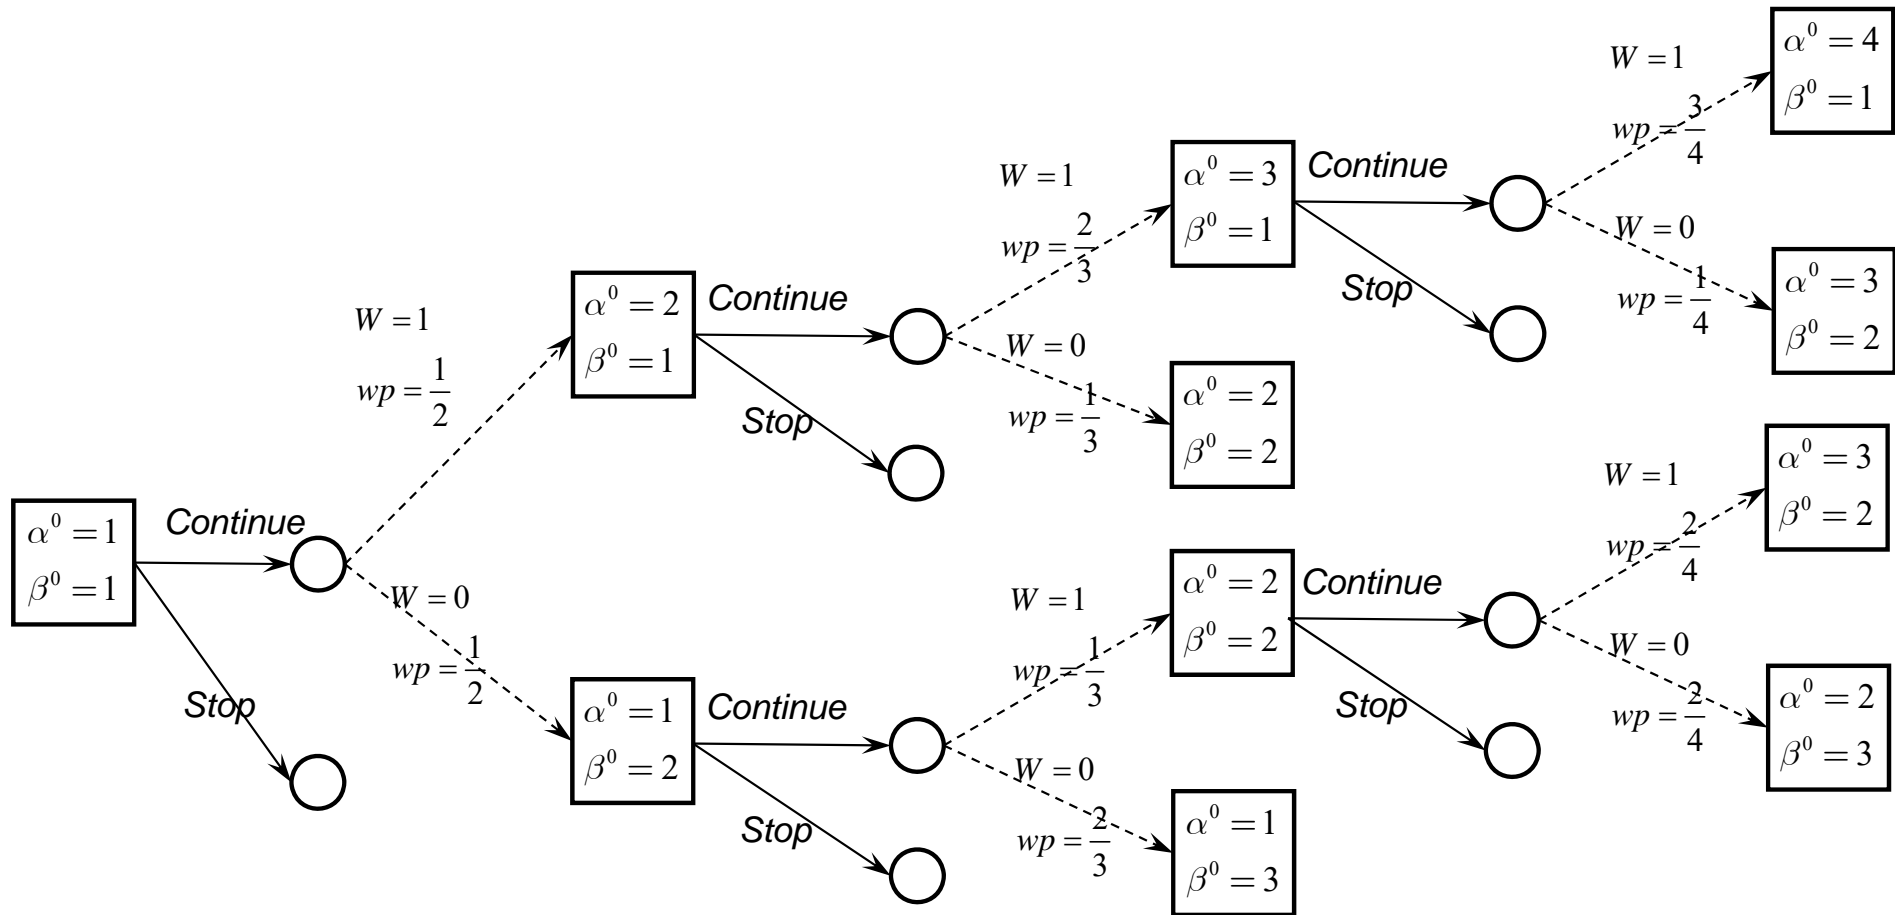 α⁰ = 1
β⁰ = 1
Continue
Stop
W = 1
wp = 1/2
W = 0
wp = 1/2
α⁰ = 2
β⁰ = 1
Continue
Stop
α⁰ = 1
β⁰ = 2
Continue
Stop
W = 1
wp = 2/3
W = 0
wp = 1/3
W = 1
wp = 1/3
W = 0
wp = 2/3
α⁰ = 3
β⁰ = 1
Continue
Stop
α⁰ = 2
β⁰ = 2
α⁰ = 2
β⁰ = 2
Continue
Stop
α⁰ = 1
β⁰ = 3
W = 1
wp = 3/4
W = 0
wp = 1/4
W = 1
wp = 2/4
W = 0
wp = 2/4
α⁰ = 4
β⁰ = 1
α⁰ = 3
β⁰ = 2
α⁰ = 3
β⁰ = 2
α⁰ = 2
β⁰ = 3